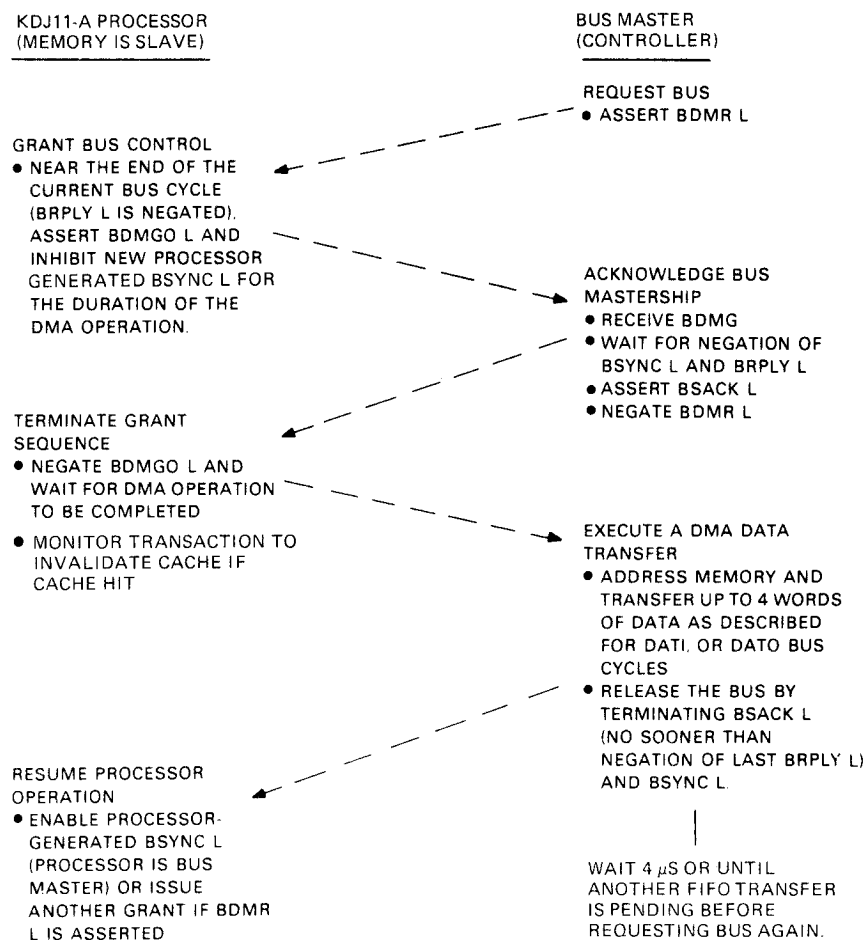 KDJ11-A PROCESSOR
(MEMORY IS SLAVE)
BUS MASTER
(CONTROLLER)
REQUEST BUS
• ASSERT BDMR L
GRANT BUS CONTROL
• NEAR THE END OF THE
CURRENT BUS CYCLE
(BRPLY L IS NEGATED),
ASSERT BDMGO L AND
INHIBIT NEW PROCESSOR
GENERATED BSYNC L FOR
THE DURATION OF THE
DMA OPERATION.
ACKNOWLEDGE BUS
MASTERSHIP
• RECEIVE BDMG
• WAIT FOR NEGATION OF
BSYNC L AND BRPLY L
• ASSERT BSACK L
• NEGATE BDMR L
TERMINATE GRANT
SEQUENCE
• NEGATE BDMGO L AND
WAIT FOR DMA OPERATION
TO BE COMPLETED
• MONITOR TRANSACTION TO
INVALIDATE CACHE IF
CACHE HIT
EXECUTE A DMA DATA
TRANSFER
• ADDRESS MEMORY AND
TRANSFER UP TO 4 WORDS
OF DATA AS DESCRIBED
FOR DATI, OR DATO BUS
CYCLES
• RELEASE THE BUS BY
TERMINATING BSACK L
(NO SOONER THAN
NEGATION OF LAST BRPLY L)
AND BSYNC L.
RESUME PROCESSOR
OPERATION
• ENABLE PROCESSOR-
GENERATED BSYNC L
(PROCESSOR IS BUS
MASTER) OR ISSUE
ANOTHER GRANT IF BDMR
L IS ASSERTED
WAIT 4 μS OR UNTIL
ANOTHER FIFO TRANSFER
IS PENDING BEFORE
REQUESTING BUS AGAIN.